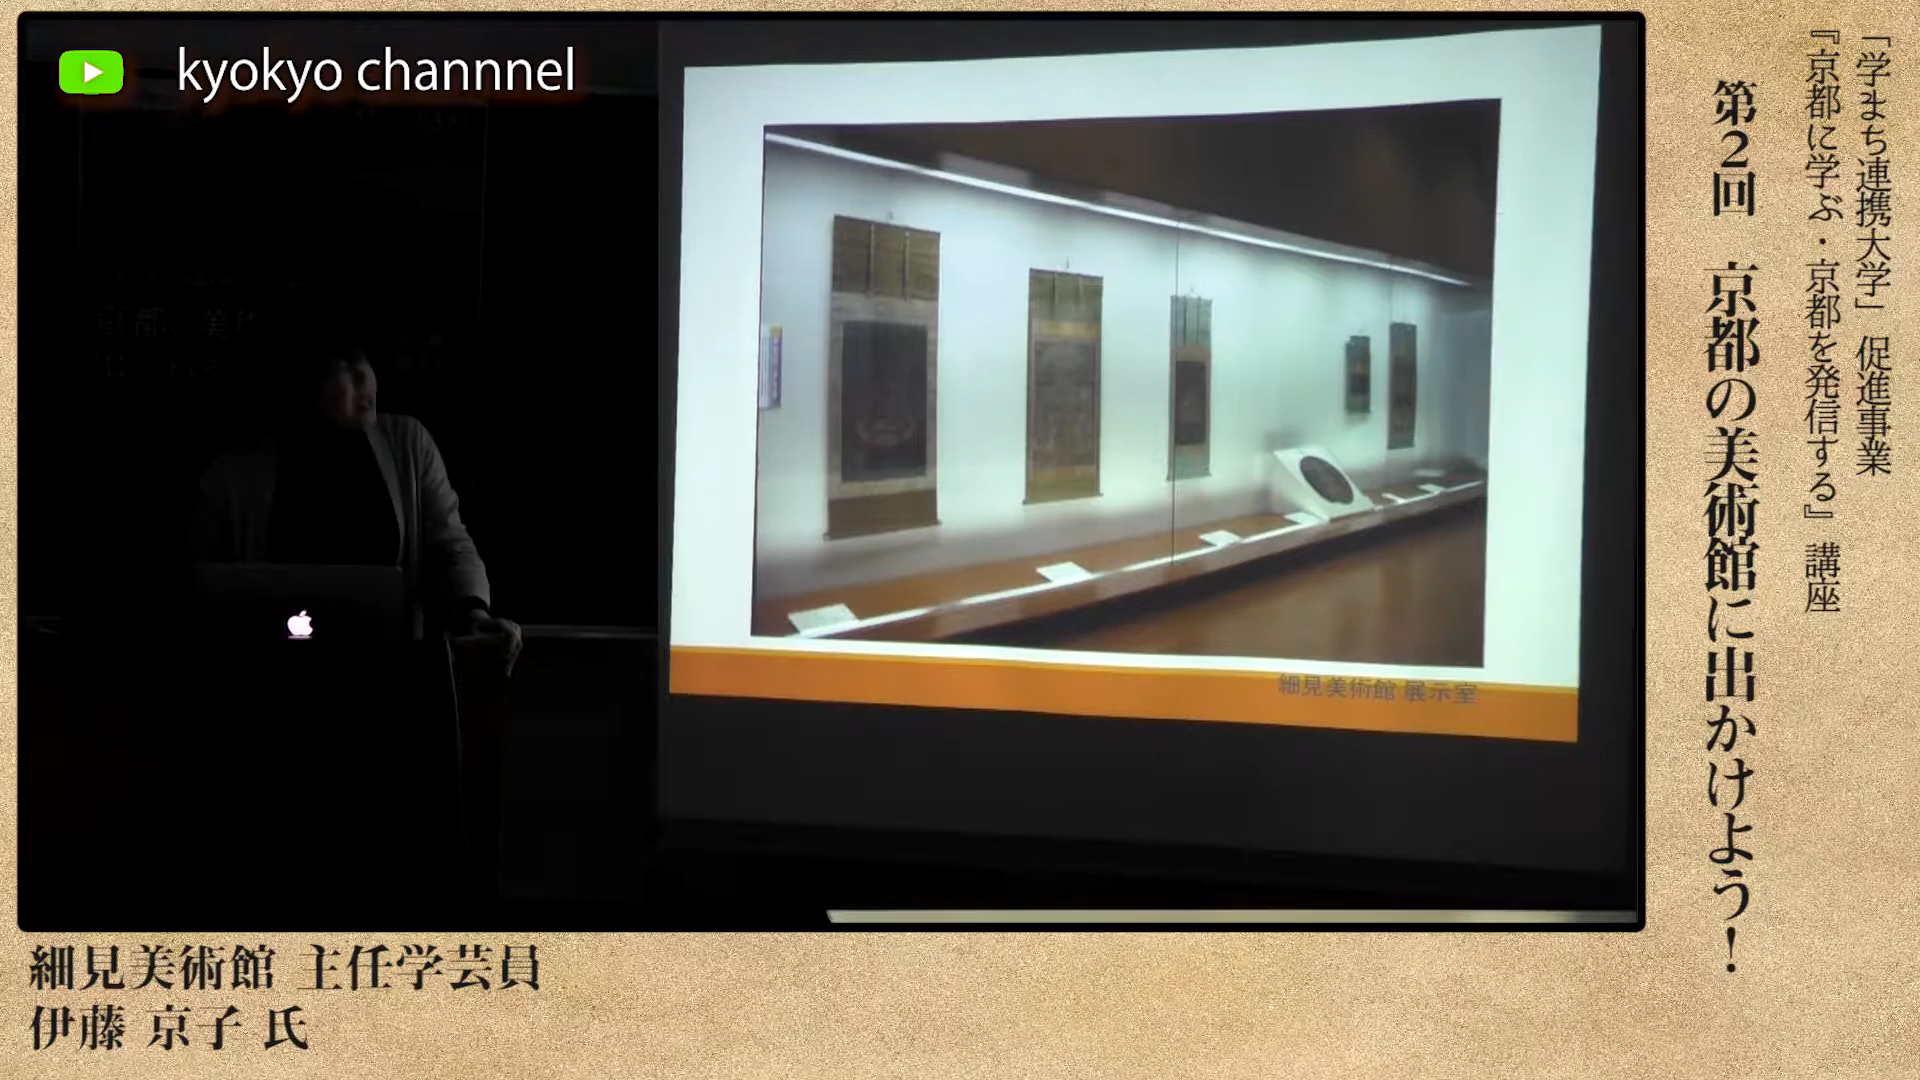 kyokyo channnel
「学まち連携大学」促進事業
『京都に学ぶ・京都を発信する』講座
第2回 京都の美術館に出かけよう!
細見美術館 展示室
細見美術館 主任学芸員
伊藤 京子 氏